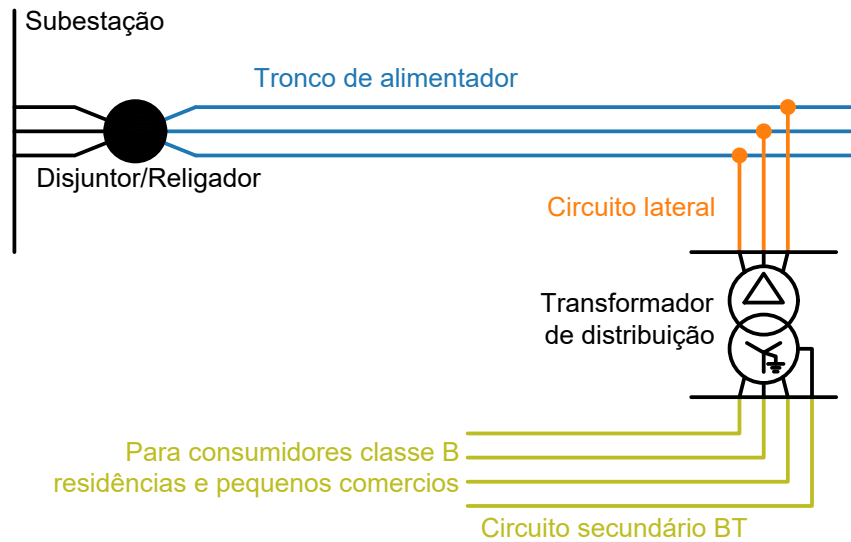 Subestação
Tronco de alimentador
Disjuntor/Religador
Circuito lateral
Transformador
de distribuição
Para consumidores classe B
residências e pequenos comercios
Circuito secundário BT